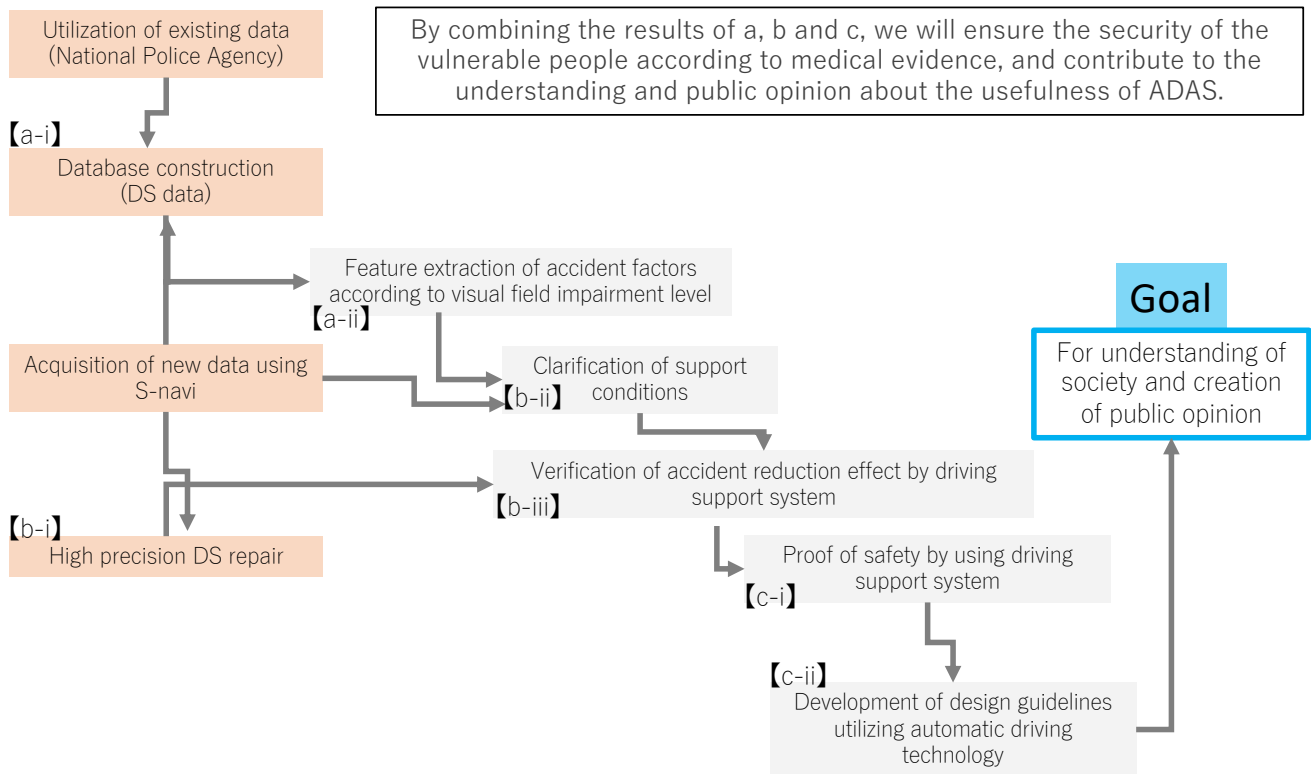 Utilization of existing data
(National Police Agency)
By combining the results of a, b and c, we will ensure the security of the
vulnerable people according to medical evidence, and contribute to the
understanding and public opinion about the usefulness of ADAS.
【a-i】
Database construction
(DS data)
Feature extraction of accident factors
according to visual field impairment level
【a-ii】
Goal
For understanding of
society and creation
of public opinion
Acquisition of new data using
S-navi
Clarification of support
conditions
【b-ii】
Verification of accident reduction effect by driving
support system
【b-iii】
【b-i】
High precision DS repair
Proof of safety by using driving
support system
【c-i】
【c-ii】
Development of design guidelines
utilizing automatic driving
technology